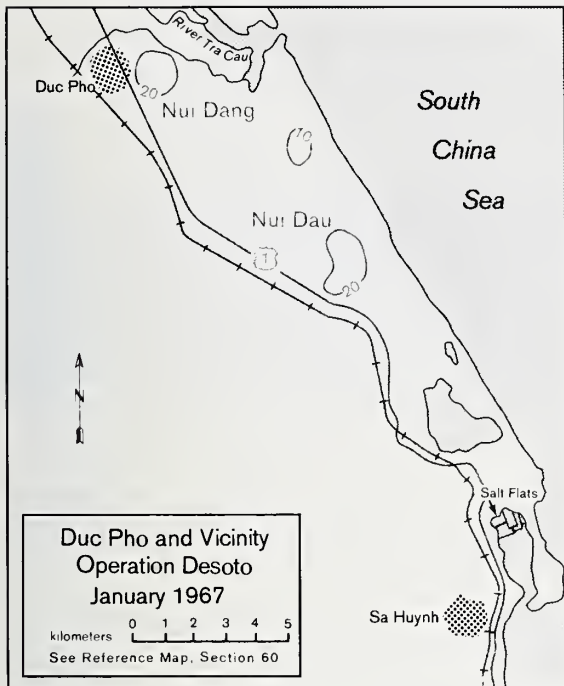 River Tra Cau
Duc Pho
20
Nui Dang
10
South
China
Sea
Nui Dau
1
20
N
Salt Flats
Duc Pho and Vicinity
Operation Desoto
January 1967
kilometers 0 1 2 3 4 5
See Reference Map, Section 60
Sa Huynh